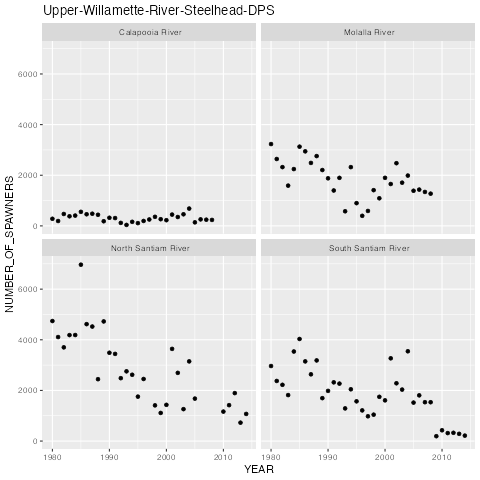 Upper-Willamette-River-Steelhead-DPS
Calapooia River
Molalla River
6000
4000
2000
0
North Santiam River
South Santiam River
6000
4000
2000
0
1980
1990
2000
2010
1980
1990
2000
2010
YEAR
NUMBER_OF_SPAWNERS